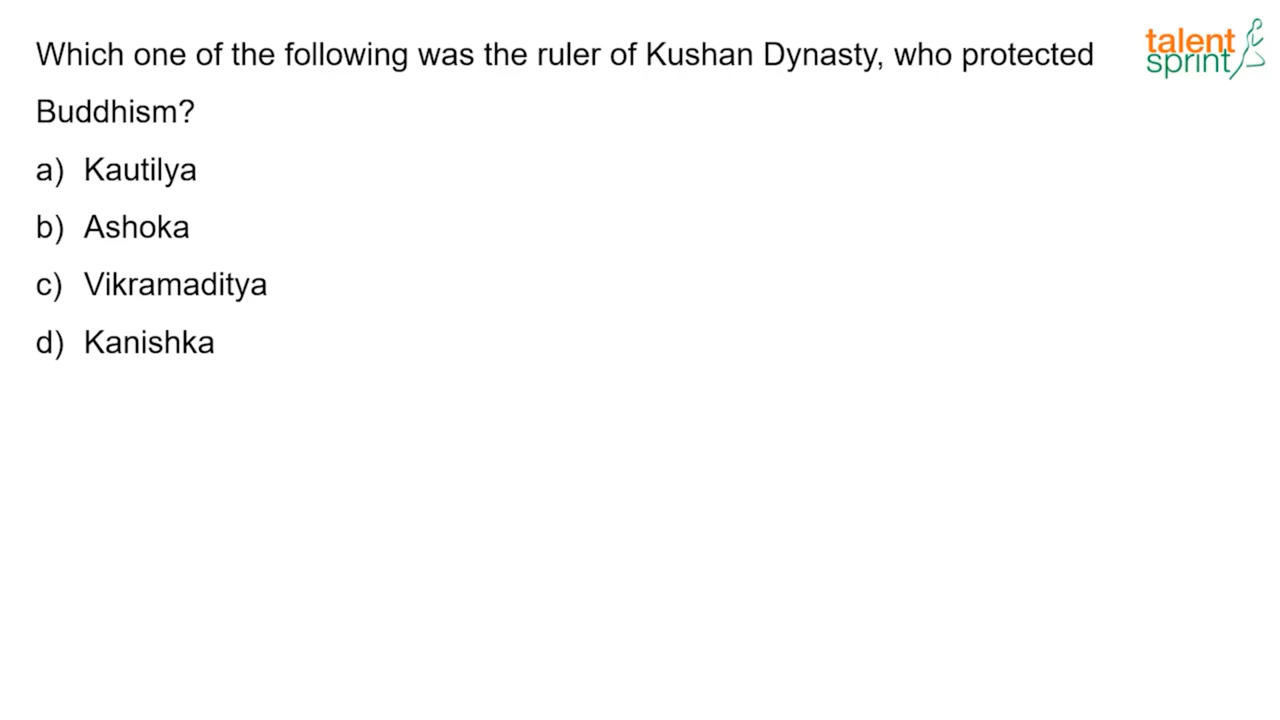 Which one of the following was the ruler of Kushan Dynasty, who protected
Buddhism?
a) Kautilya
b) Ashoka
c) Vikramaditya
d) Kanishka
talent
sprint